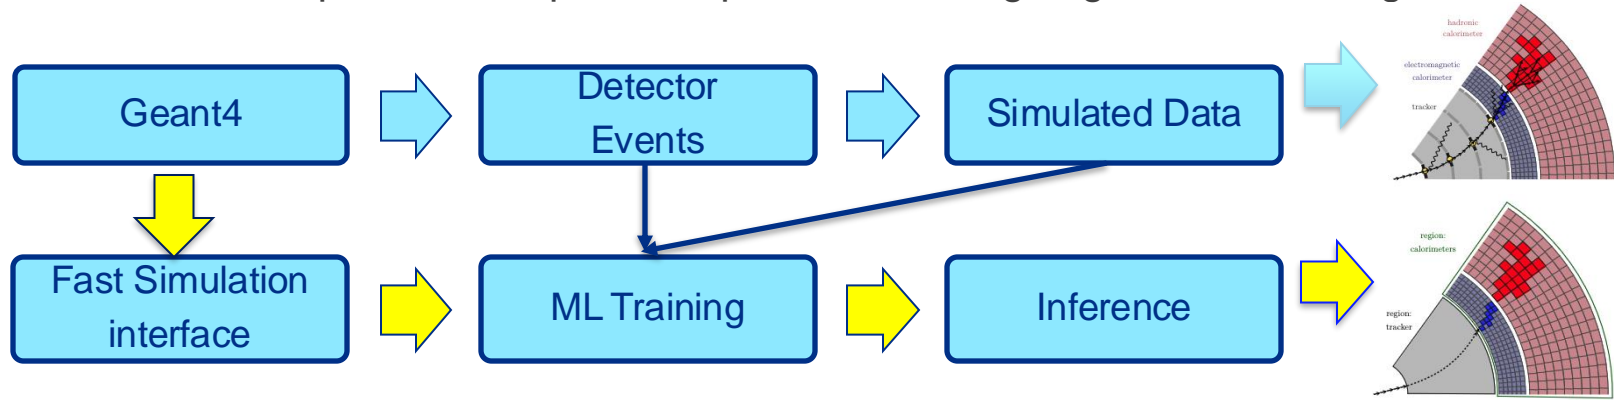 Geant4
Detector
Events
Simulated Data
hadronic
calorimeter
electromagnetic
calorimeter
tracker
Fast Simulation
interface
ML Training
Inference
region:
calorimeters
region:
tracker